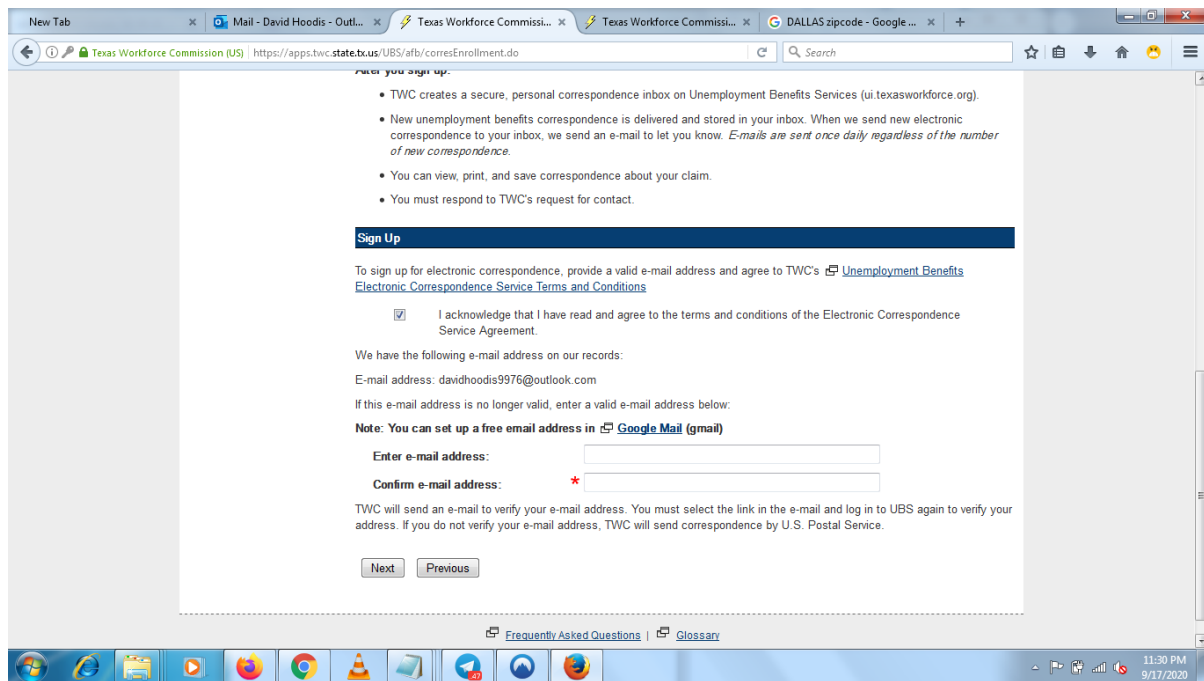 New Tab
Mail - David Hoodis - Outl...
Texas Workforce Commissi...
Texas Workforce Commissi...
DALLAS zipcode - Google ...
Texas Workforce Commission (US)
https://apps.twc.state.tx.us/UBS/afb/corresEnrollment.do
Search
After you sign up:
• TWC creates a secure, personal correspondence inbox on Unemployment Benefits Services (ui.texasworkforce.org).
• New unemployment benefits correspondence is delivered and stored in your inbox. When we send new electronic
correspondence to your inbox, we send an e-mail to let you know. E-mails are sent once daily regardless of the number
of new correspondence.
• You can view, print, and save correspondence about your claim.
• You must respond to TWC's request for contact.
Sign Up
To sign up for electronic correspondence, provide a valid e-mail address and agree to TWC's Unemployment Benefits
Electronic Correspondence Service Terms and Conditions
I acknowledge that I have read and agree to the terms and conditions of the Electronic Correspondence
Service Agreement.
We have the following e-mail address on our records:
E-mail address: davidhoodis9976@outlook.com
If this e-mail address is no longer valid, enter a valid e-mail address below:
Note: You can set up a free email address in Google Mail (gmail)
Enter e-mail address:
Confirm e-mail address: *
TWC will send an e-mail to verify your e-mail address. You must select the link in the e-mail and log in to UBS again to verify your
address. If you do not verify your e-mail address, TWC will send correspondence by U.S. Postal Service.
Next Previous
Frequently Asked Questions | Glossary
11:30 PM
9/17/2020